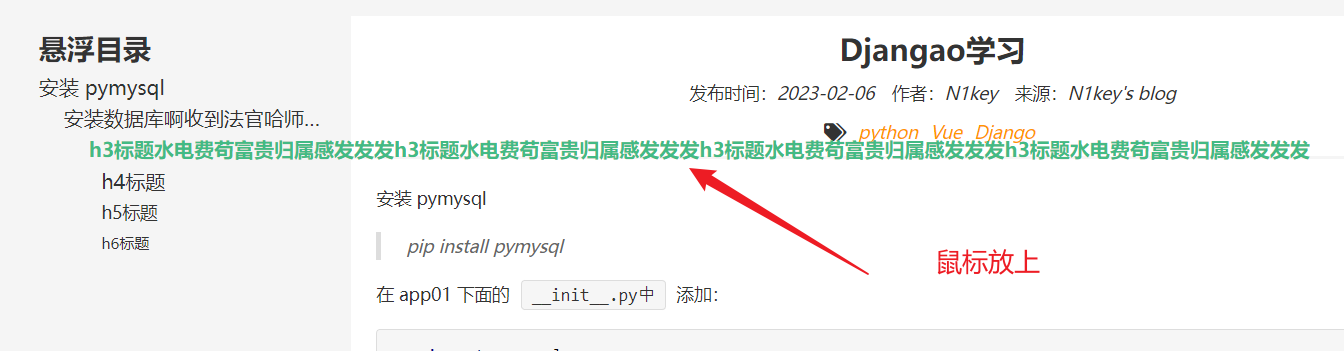 悬浮目录
安装 pymysql
安装数据库啊收到法官哈师...
h3标题水电费苟富贵归属感发发发h3标题水电费苟富贵归属感发发发h3标题水电费苟富贵归属感发发发h3标题水电费苟富贵归属感发发发
h4标题
h5标题
h6标题
Djangao学习
发布时间：2023-02-06 作者：N1key 来源：N1key's blog
python Vue Django
安装 pymysql
pip install pymysql
鼠标放上
在 app01 下面的 __init__.py中 添加：